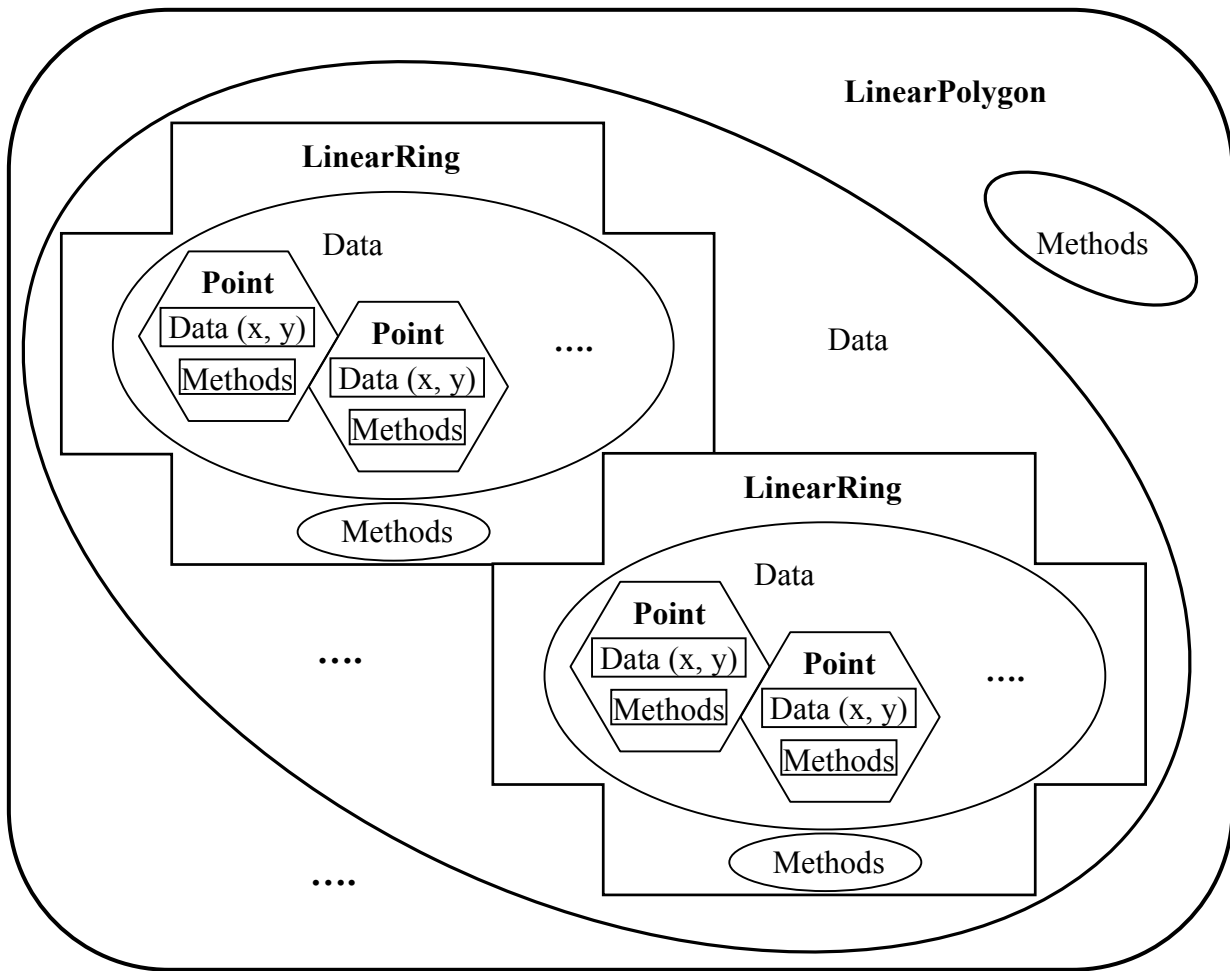 LinearPolygon
Methods
Data
LinearRing
Data
Point
Data (x, y)
Methods
Point
Data (x, y)
Methods
....
Methods
LinearRing
Data
Point
Data (x, y)
Methods
Point
Data (x, y)
Methods
....
Methods
....
....